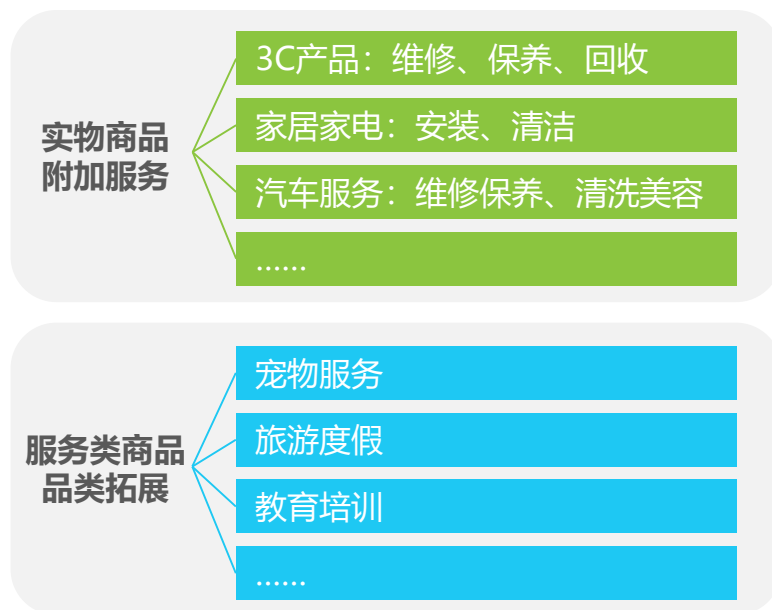 实物商品
附加服务
3C产品：维修、保养、回收
家居家电：安装、清洁
汽车服务：维修保养、清洗美容
......
服务类商品
品类拓展
宠物服务
旅游度假
教育培训
......